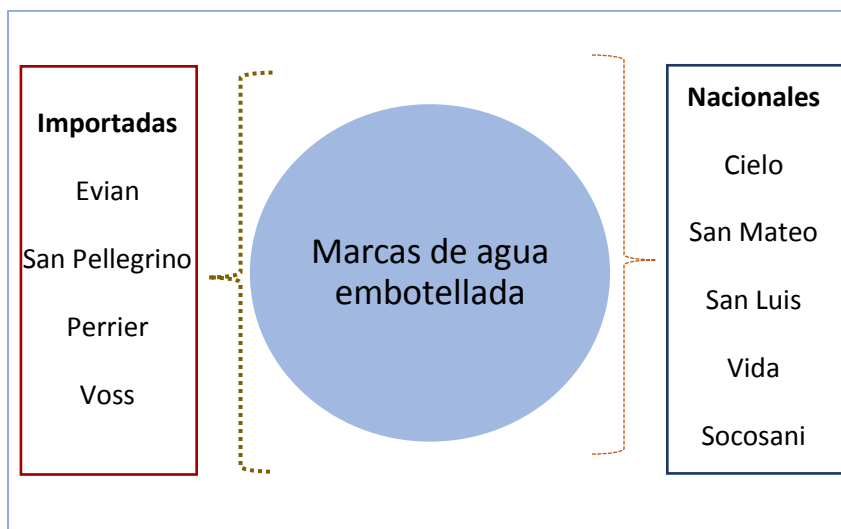 Importadas
Evian
San Pellegrino
Perrier
Voss
Marcas de agua
embotellada
Nacionales
Cielo
San Mateo
San Luis
Vida
Socosani